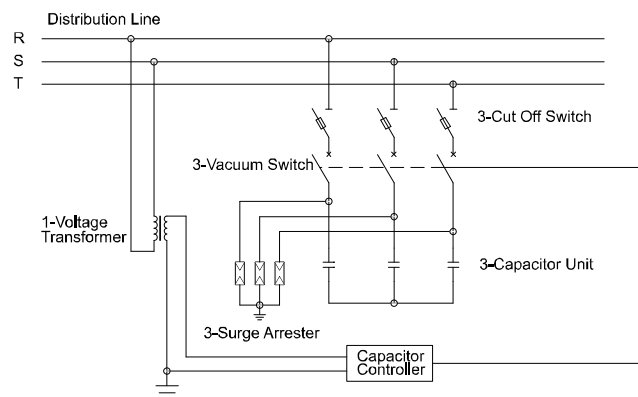 Distribution Line
R
S
T
3-Cut Off Switch
3-Vacuum Switch
1-Voltage
Transformer
3-Capacitor Unit
3-Surge Arrester
Capacitor
Controller